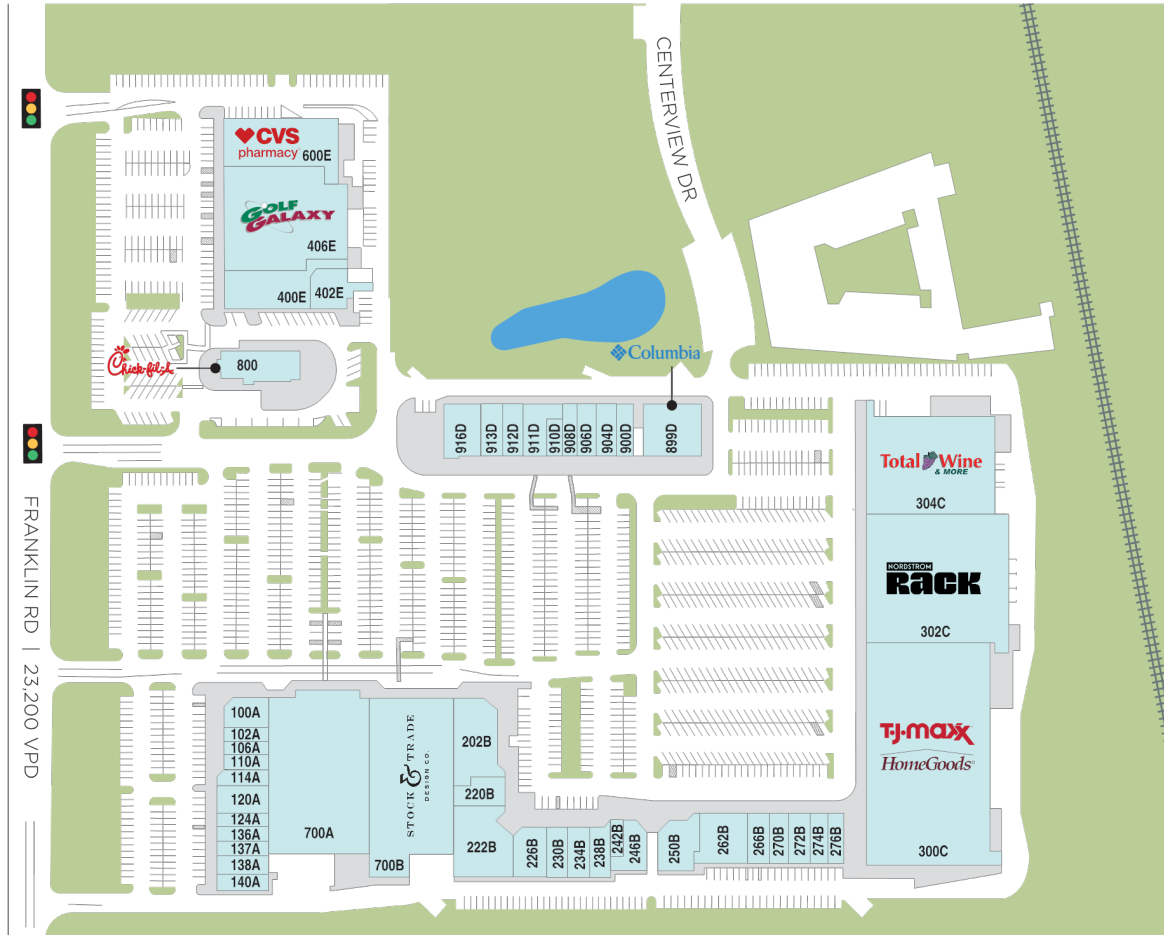 CENTERVIEW DR
CVS
pharmacy
600E
GOLF
GALAXY
406E
400E
402E
Chick-fil-A
800
Columbia
916D
913D
912D
911D
910D
908D
906D
904D
900D
899D
Total Wine
& MORE
304C
NORDSTROM
RACK
302C
T·J·maxx
HomeGoods
300C
FRANKLIN RD | 23,200 VPD
100A
102A
106A
110A
114A
120A
124A
136A
137A
138A
140A
700A
STOCK & TRADE
DESIGN CO.
700B
202B
220B
222B
226B
230B
234B
238B
242B
246B
250B
262B
266B
270B
272B
274B
276B